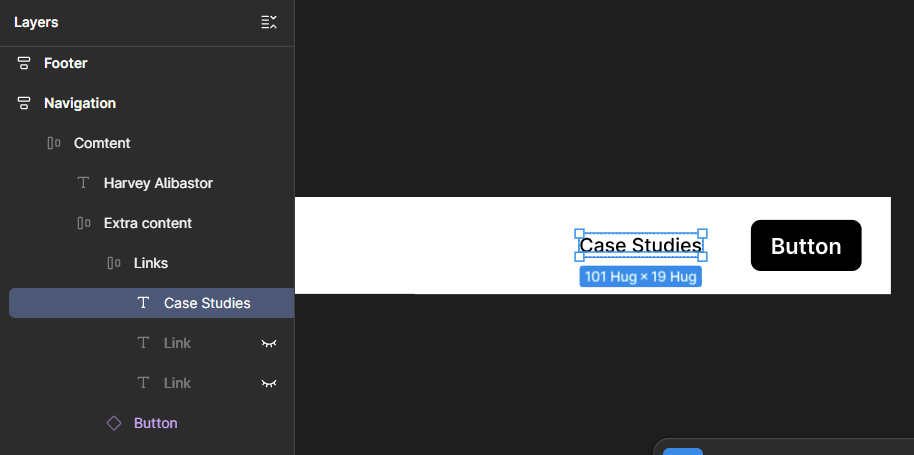 Layers
Footer
Navigation
Comtent
Harvey Alibastor
Extra content
Links
Case Studies
Link
Link
Button
Case Studies
Button
101 Hug × 19 Hug